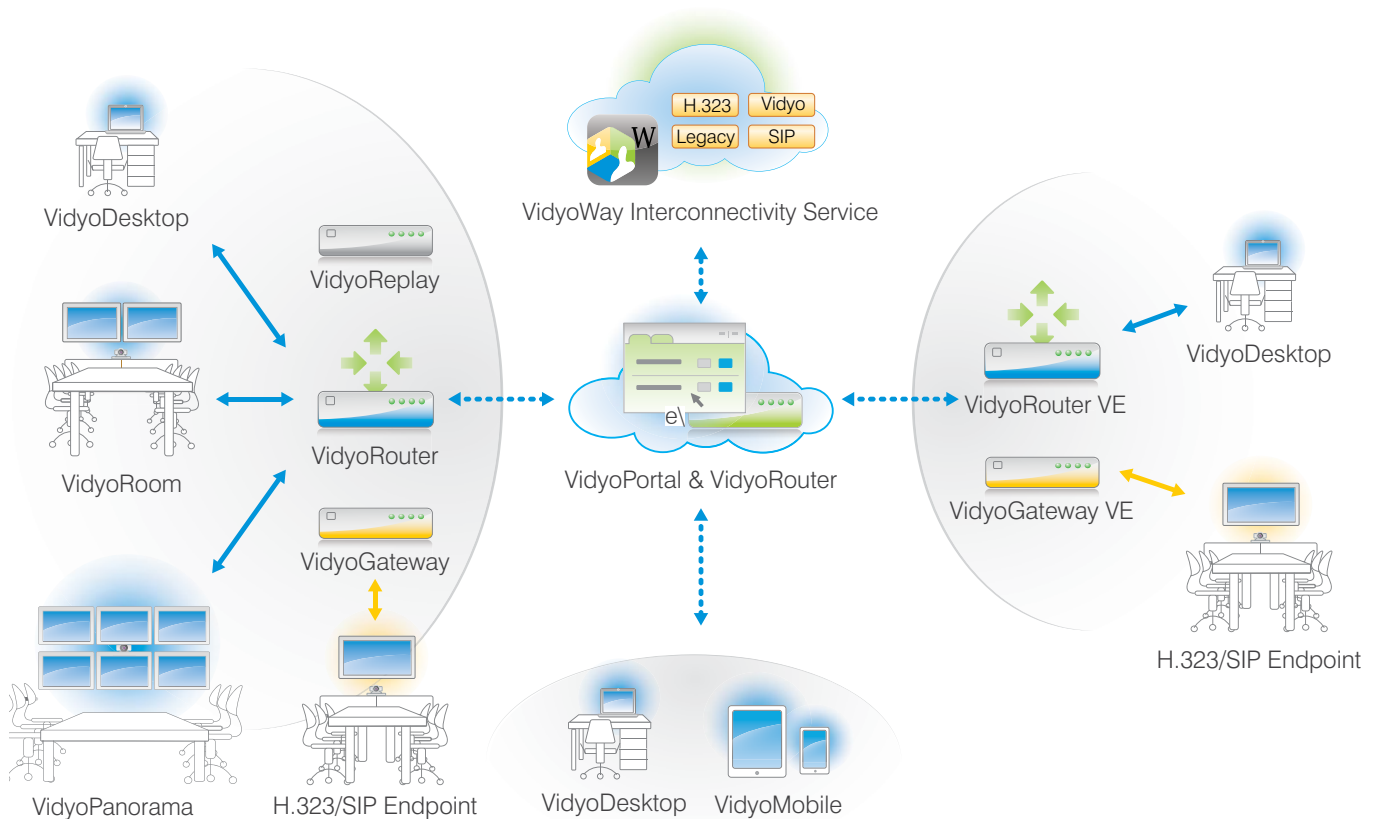 H.323
Vidyo
Legacy
SIP
W
VidyoWay Interconnectivity Service
VidyoDesktop
VidyoReplay
VidyoRoom
VidyoRouter
e\
VidyoPortal & VidyoRouter
VidyoGateway
VidyoPanorama
H.323/SIP Endpoint
VidyoDesktop
VidyoMobile
VidyoRouter VE
VidyoDesktop
VidyoGateway VE
H.323/SIP Endpoint